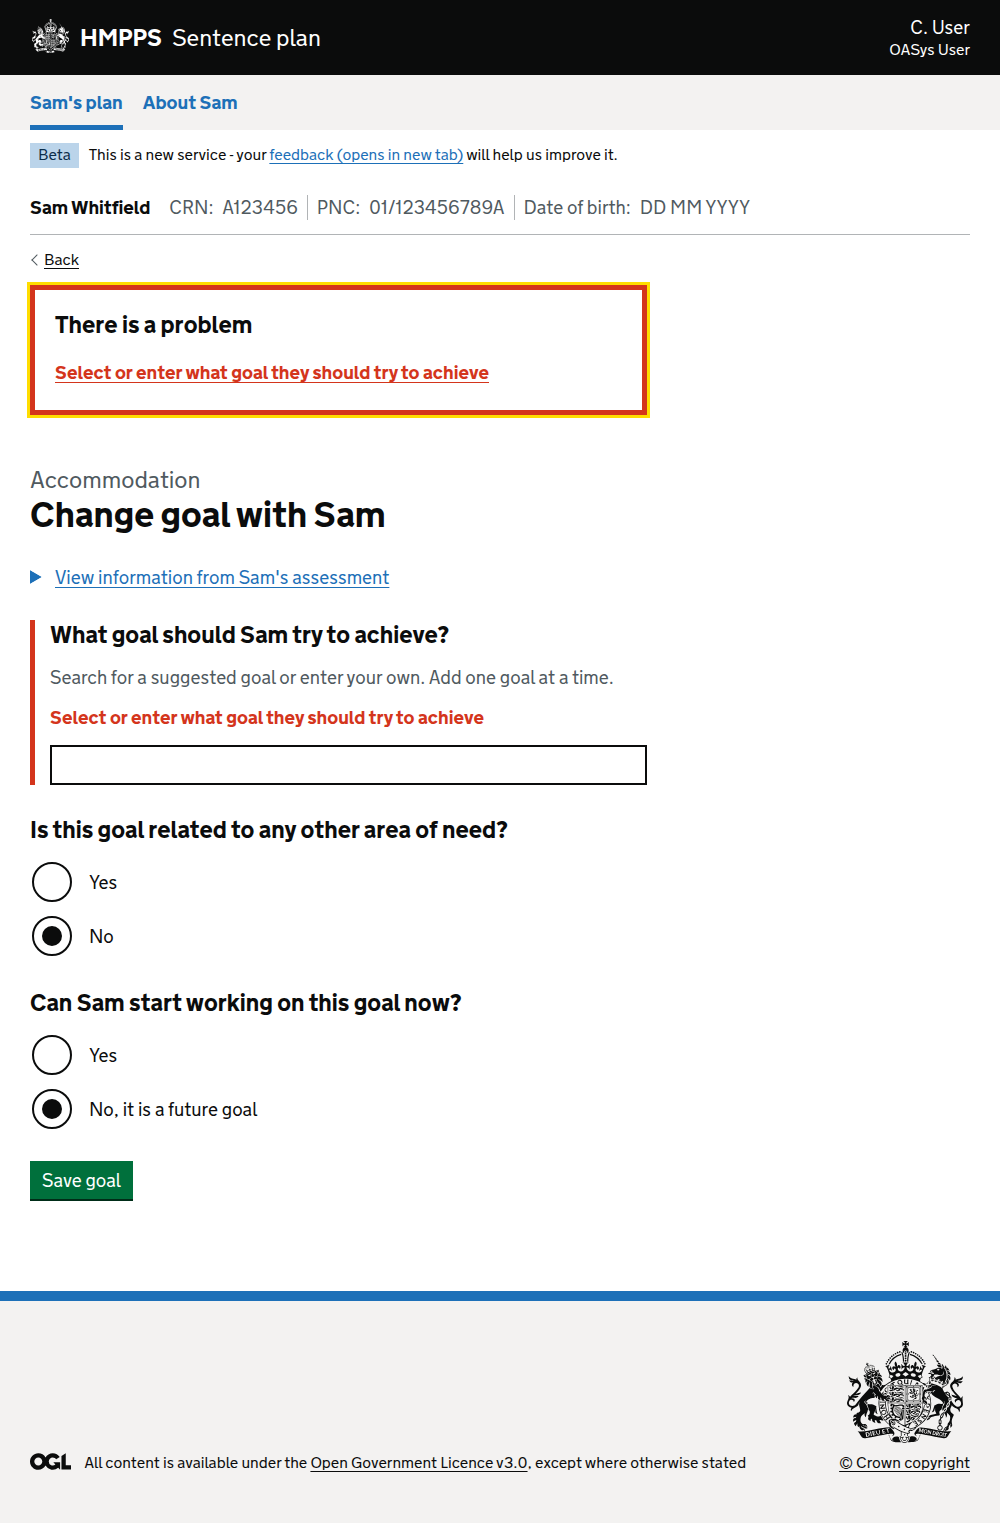 HMPPS Sentence plan
C. User
OASys User
Sam's plan About Sam
Beta This is a new service - your feedback (opens in new tab) will help us improve it.
Sam Whitfield CRN: A123456 PNC: 01/123456789A Date of birth: DD MM YYYY
Back
There is a problem
Select or enter what goal they should try to achieve
Accommodation
Change goal with Sam
View information from Sam's assessment
What goal should Sam try to achieve?
Search for a suggested goal or enter your own. Add one goal at a time.
Select or enter what goal they should try to achieve
Is this goal related to any other area of need?
Yes
No
Can Sam start working on this goal now?
Yes
No, it is a future goal
Save goal
DIEU ET MON DROIT
OGL All content is available under the Open Government Licence v3.0, except where otherwise stated
© Crown copyright